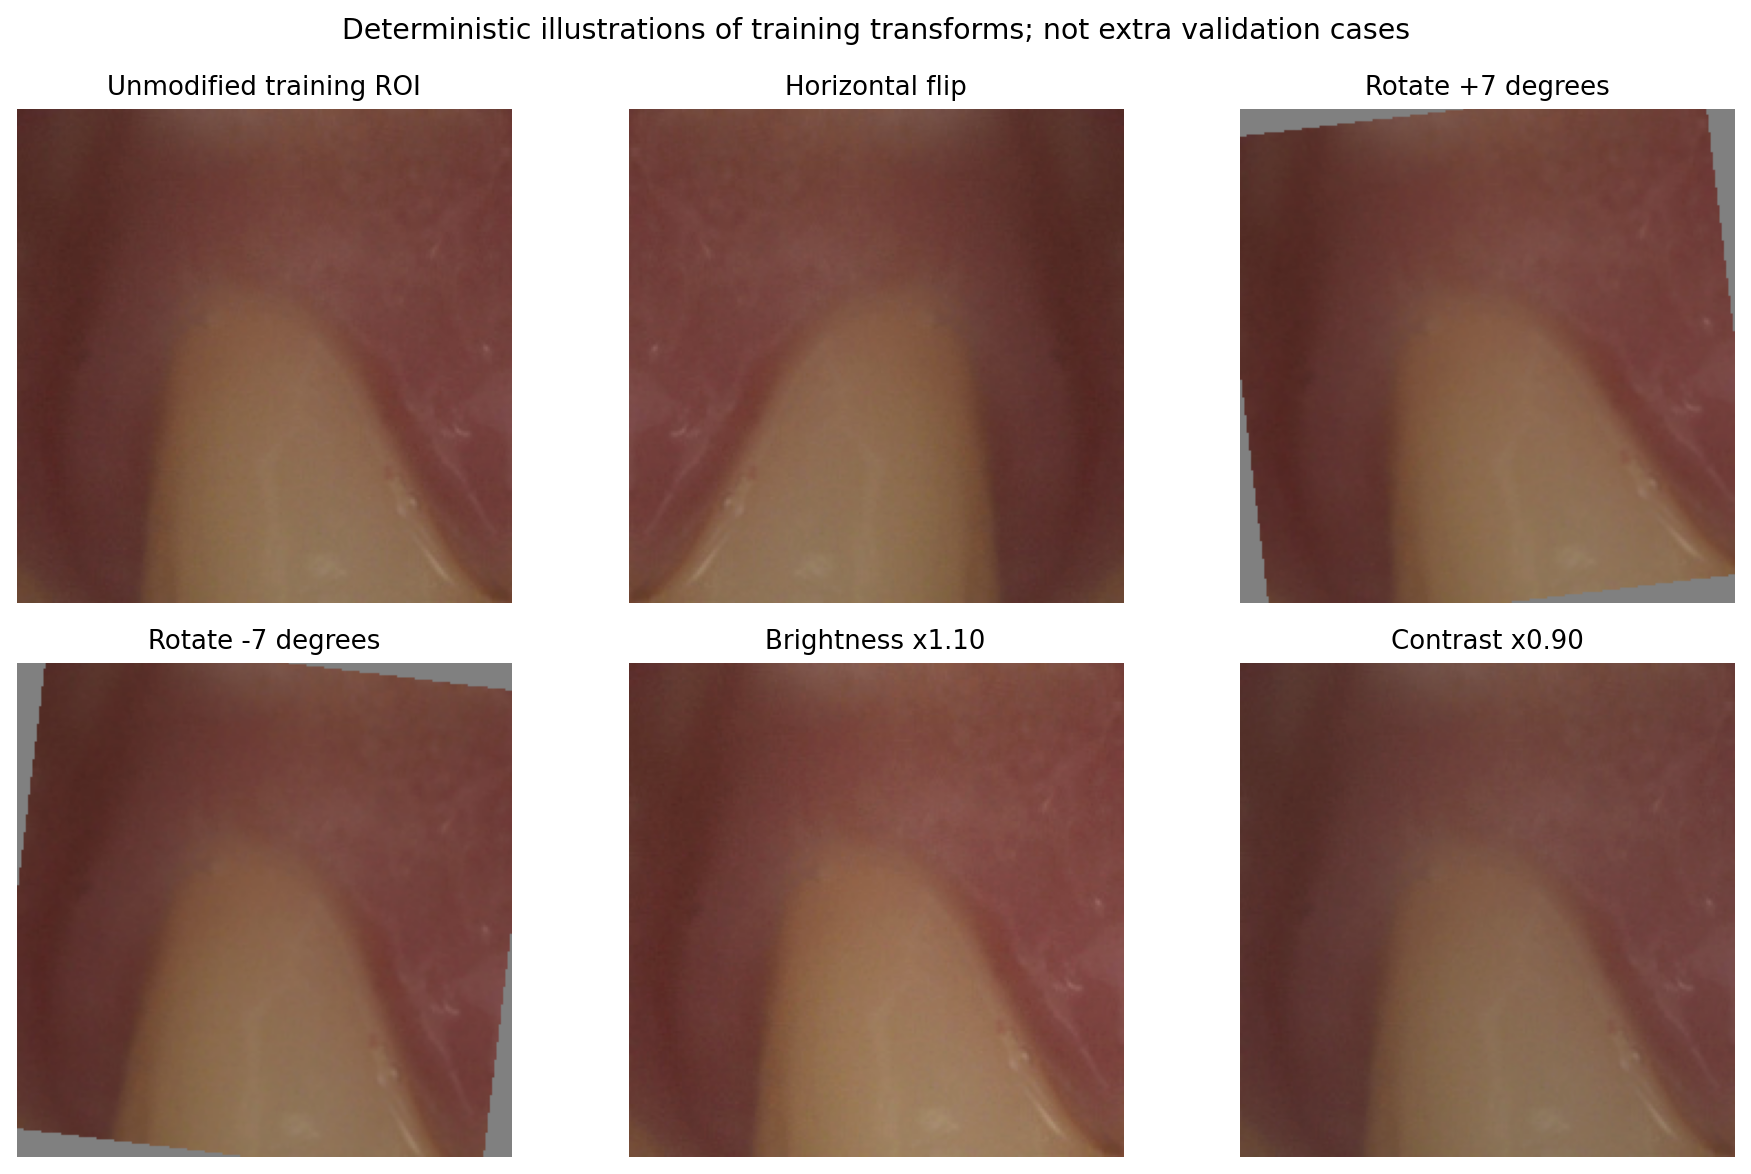 Deterministic illustrations of training transforms; not extra validation cases
Unmodified training ROI
Horizontal flip
Rotate +7 degrees
Rotate -7 degrees
Brightness x1.10
Contrast x0.90